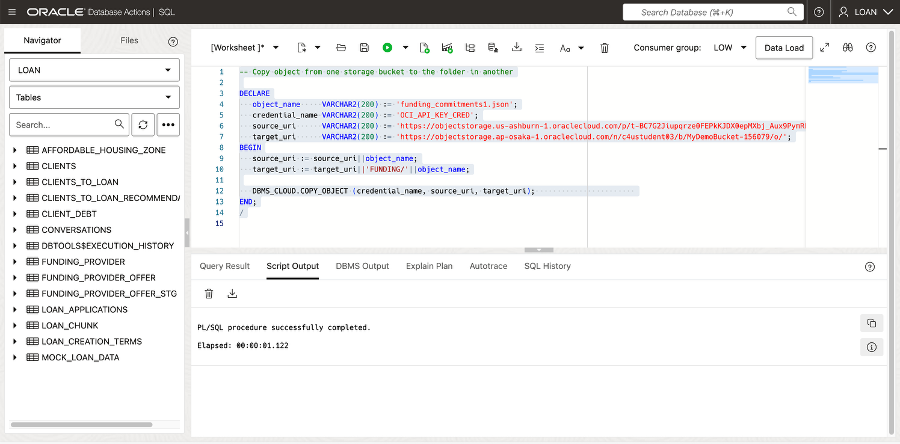 ORACLE Database Actions | SQL
Search Database (⌘+K)
LOAN
Navigator
Files
LOAN
Tables
Search...
AFFORDABLE_HOUSING_ZONE
CLIENTS
CLIENTS_TO_LOAN
CLIENTS_TO_LOAN_RECOMMENDA
CLIENT_DEBT
CONVERSATIONS
DBTOOLS$EXECUTION_HISTORY
FUNDING_PROVIDER
FUNDING_PROVIDER_OFFER
FUNDING_PROVIDER_OFFER_STG
LOAN_APPLICATIONS
LOAN_CHUNK
LOAN_CREATION_TERMS
MOCK_LOAN_DATA
[Worksheet ]*
Aa
Consumer group: LOW
Data Load
1 -- Copy object from one storage bucket to the folder in another
2
3 DECLARE
4 object_name VARCHAR2(200) := 'funding_commitments1.json';
5 credential_name VARCHAR2(200) := 'OCI_API_KEY_CRED';
6 source_uri VARCHAR2(200) := 'https://objectstorage.us-ashburn-1.oraclecloud.com/p/
7 target_uri VARCHAR2(200) := 'https://objectstorage.ap-osaka-1.oraclecloud.com/n/c4ustudent03/b/MyDemoBucket-156079/o/';
8 BEGIN
9 source_uri := source_uri||object_name;
10 target_uri := target_uri||'FUNDING/'||object_name;
11
12 DBMS_CLOUD.COPY_OBJECT (credential_name, source_uri, target_uri);
13 END;
14 /
15
Query Result
Script Output
DBMS Output
Explain Plan
Autotrace
SQL History
PL/SQL procedure successfully completed.
Elapsed: 00:00:01.122